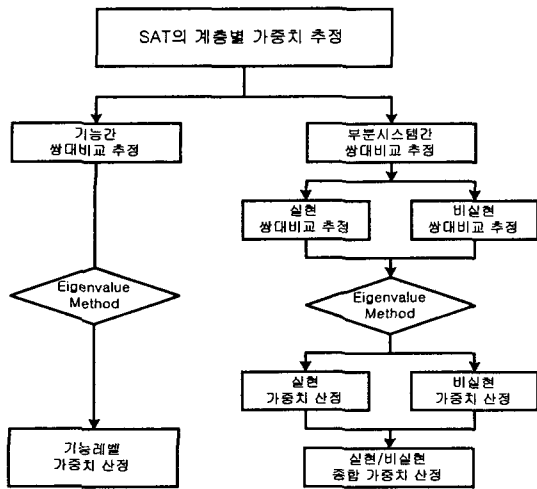 SAT의 계층별 가중치 추정
기능간
쌍대비교 추정
부분시스템간
쌍대비교 추정
실현
쌍대비교 추정
비실현
쌍대비교 추정
Eigenvalue
Method
Eigenvalue
Method
실현
가중치 산정
비실현
가중치 산정
기능레벨
가중치 산정
실현/비실현
종합 가중치 산정